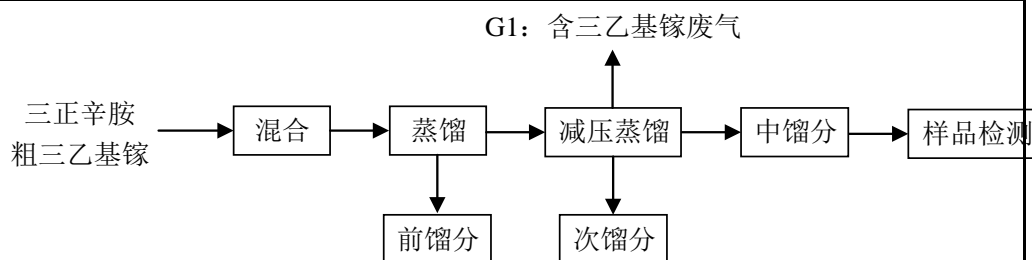 G1：含三乙基镓废气
三正辛胺
粗三乙基镓
混合
蒸馏
减压蒸馏
中馏分
样品检测
前馏分
次馏分